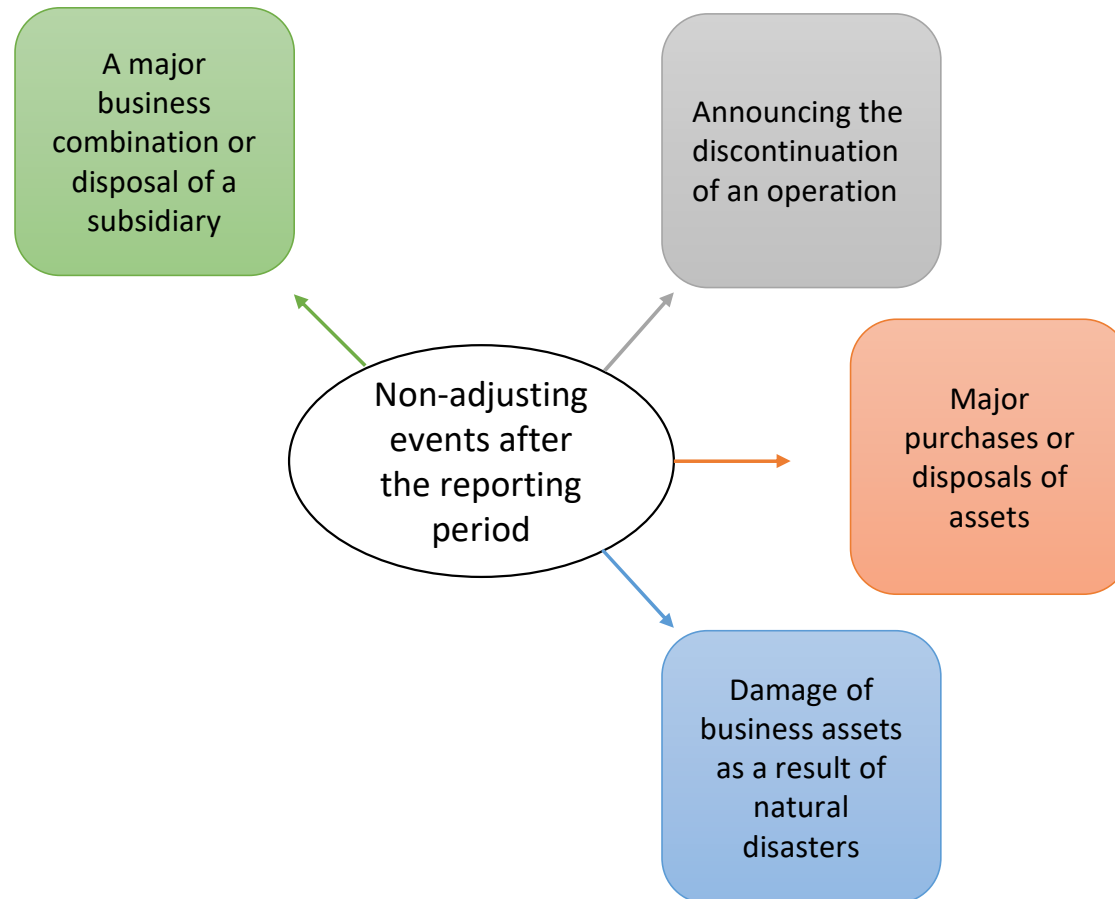 A major
business
combination or
disposal of a
subsidiary
Announcing the
discontinuation
of an operation
Non-adjusting
events after
the reporting
period
Major
purchases or
disposals of
assets
Damage of
business assets
as a result of
natural
disasters